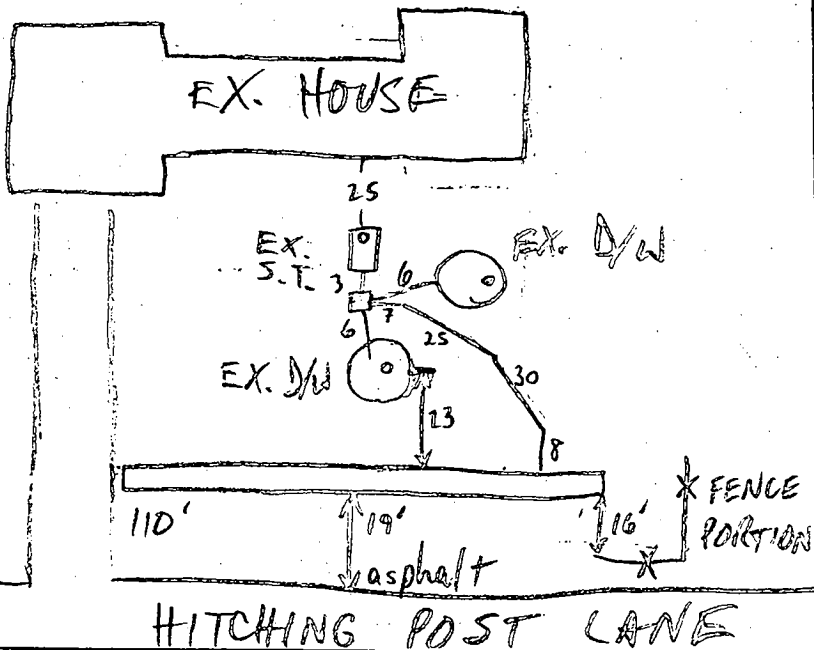 EX. HOUSE
25
EX.
S.T.
EX. D/W
3
6
7
6
25
EX. D/W
30
23
8
110'
19'
16'
FENCE
PORTION
asphalt
HITCHING POST LANE